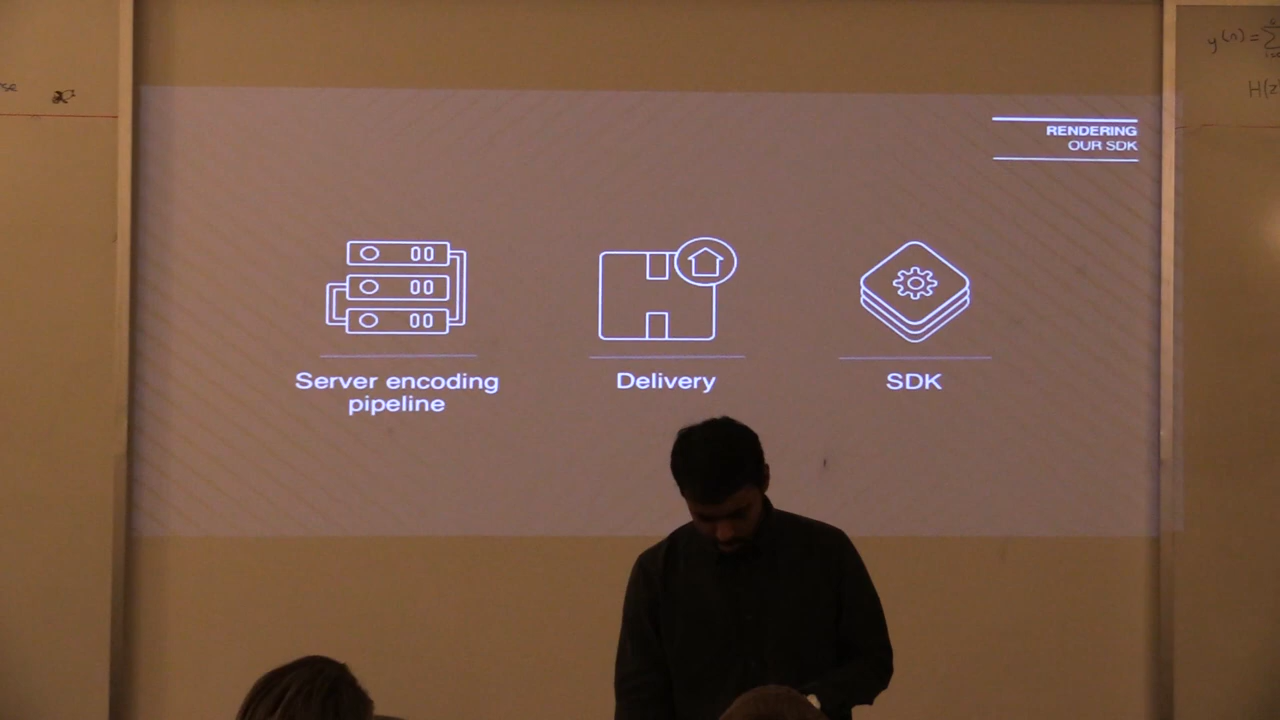 RENDERING
OUR SDK
Server encoding
pipeline
Delivery
SDK
y(n) = Σ
H(z